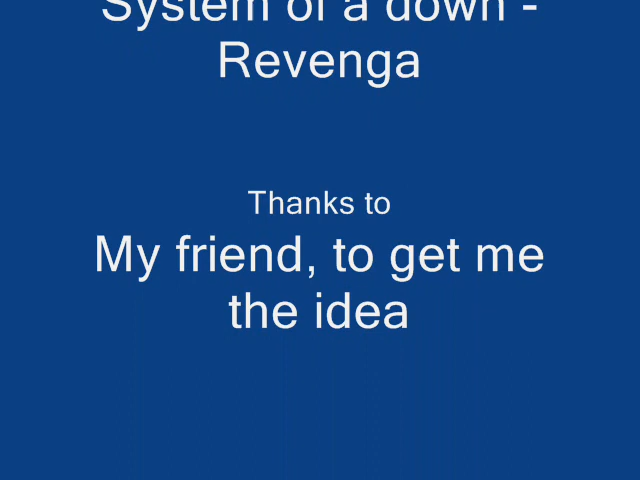 System of a down -
Revenga
Thanks to
My friend, to get me
the idea